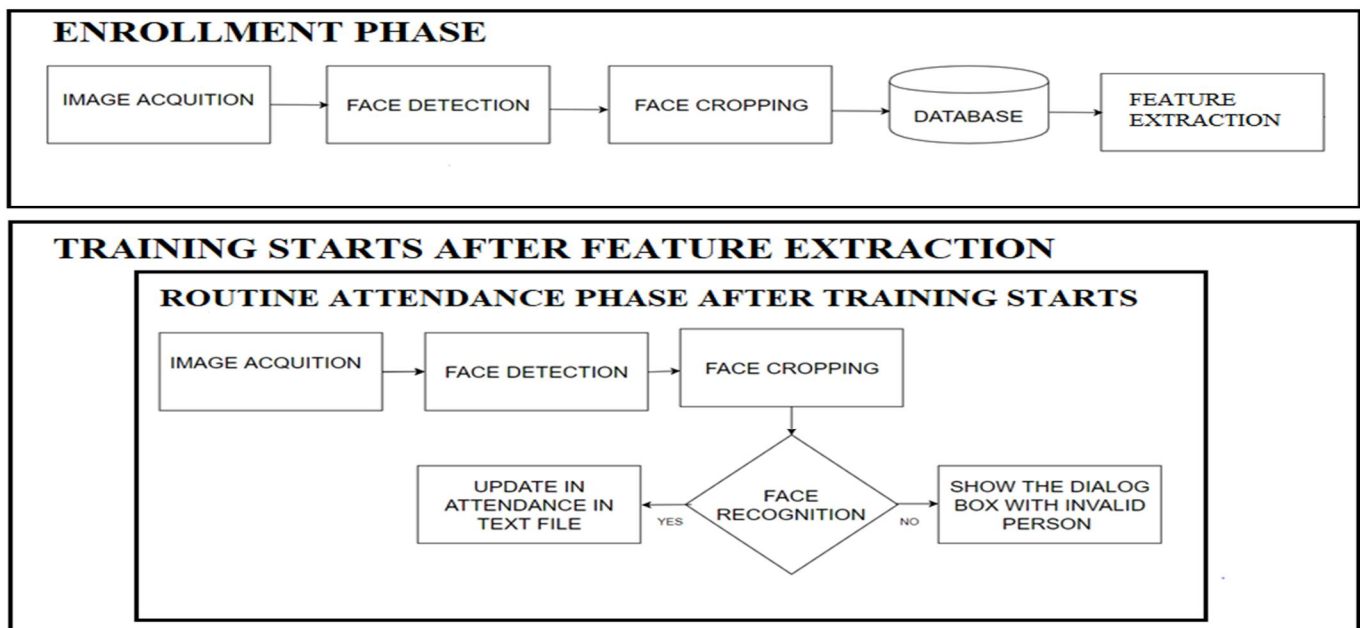 ENROLLMENT PHASE
IMAGE ACQUITION
FACE DETECTION
FACE CROPPING
DATABASE
FEATURE
EXTRACTION
TRAINING STARTS AFTER FEATURE EXTRACTION
ROUTINE ATTENDANCE PHASE AFTER TRAINING STARTS
IMAGE ACQUITION
FACE DETECTION
FACE CROPPING
UPDATE IN
ATTENDANCE IN
TEXT FILE
YES
FACE
RECOGNITION
NO
SHOW THE DIALOG
BOX WITH INVALID
PERSON